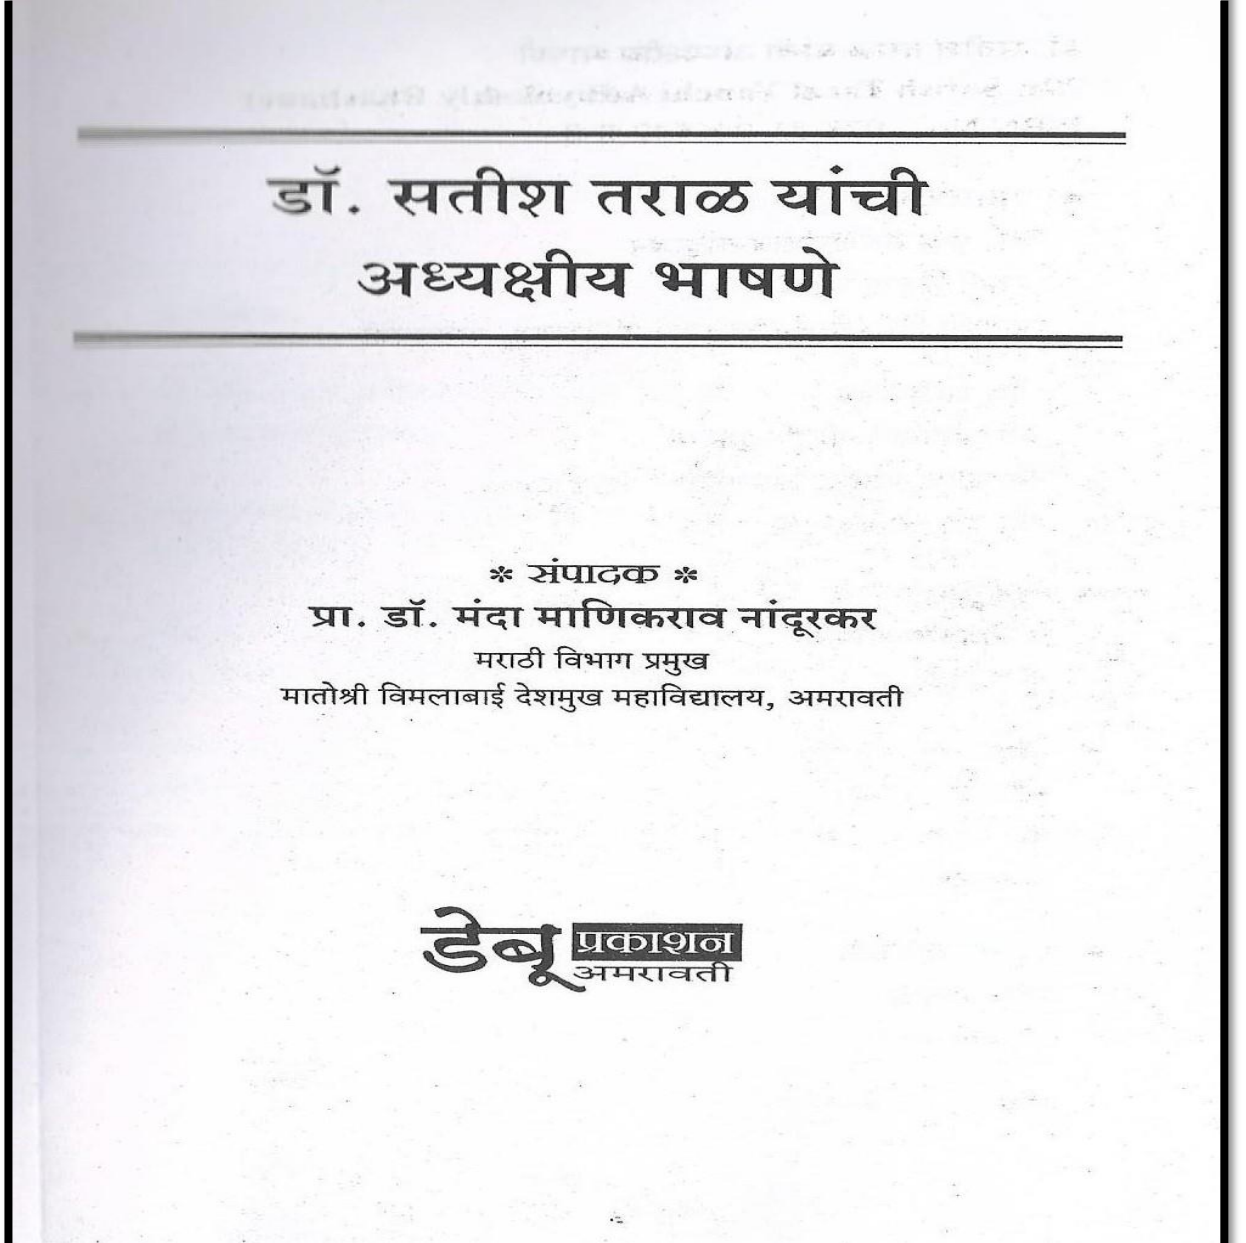 डॉ. सतीश तराळ यांची
अध्यक्षीय भाषणे
* संपादक *
प्रा. डॉ. मंदा माणिकराव नांदूरकर
मराठी विभाग प्रमुख
मातोश्री विमलाबाई देशमुख महाविद्यालय, अमरावती
डेबू प्रकाशन
अमरावती